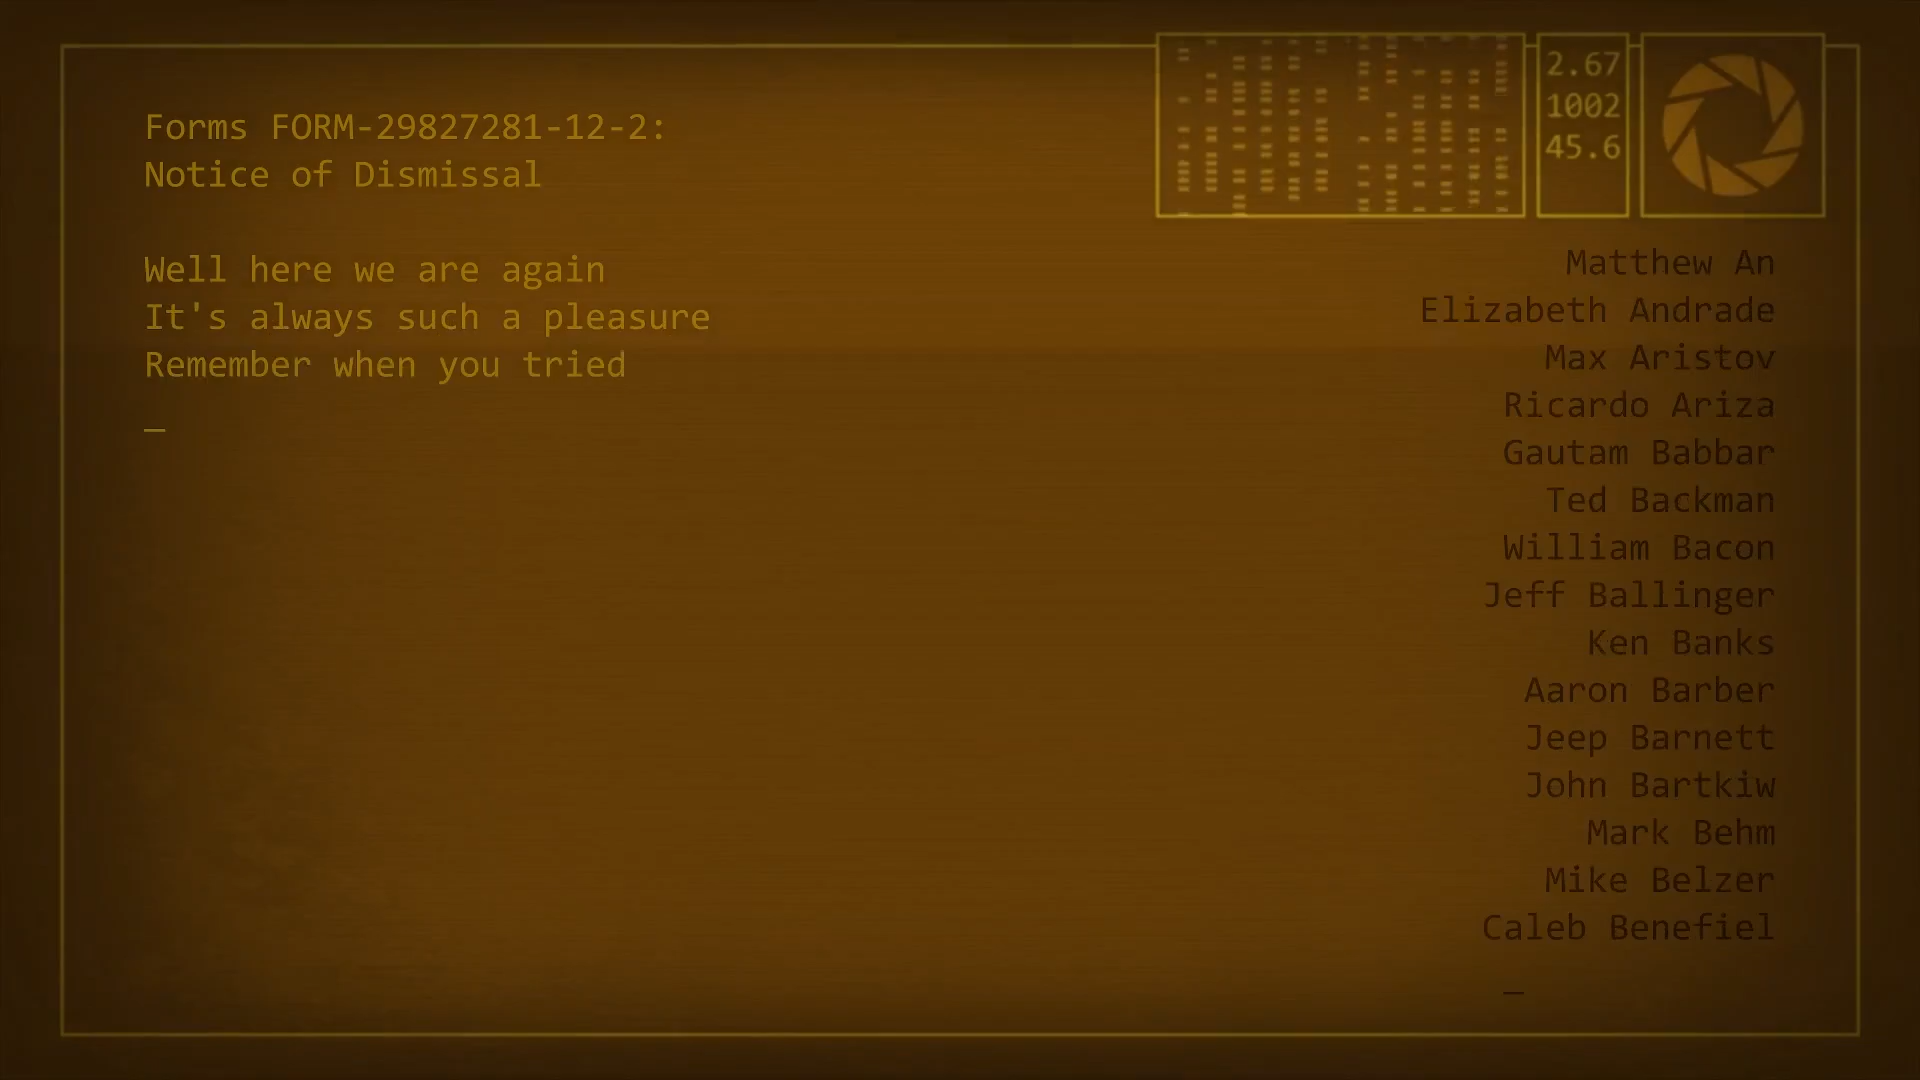 Forms FORM-29827281-12-2:
Notice of Dismissal
Well here we are again
It's always such a pleasure
Remember when you tried
_
2.67
1002
45.6
Matthew An
Elizabeth Andrade
Max Aristov
Ricardo Ariza
Gautam Babbar
Ted Backman
William Bacon
Jeff Ballinger
Ken Banks
Aaron Barber
Jeep Barnett
John Bartkiw
Mark Behm
Mike Belzer
Caleb Benefiel
_